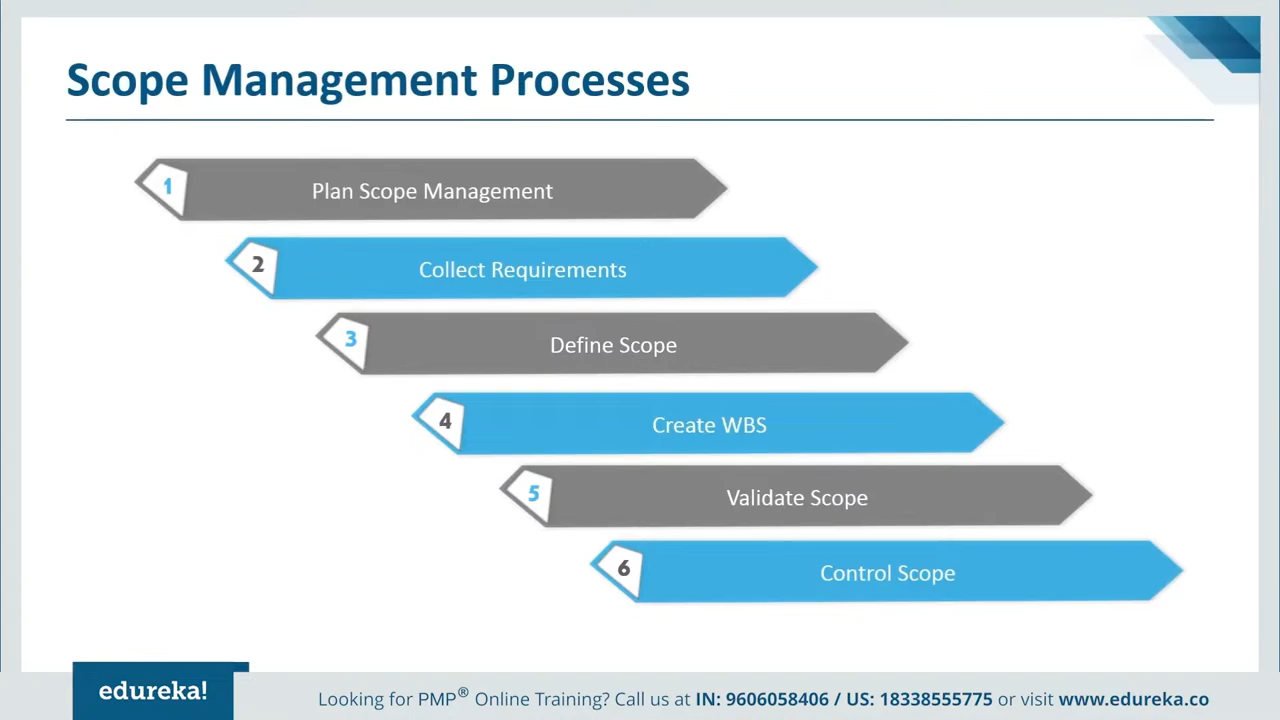 Scope Management Processes
1 Plan Scope Management
2 Collect Requirements
3 Define Scope
4 Create WBS
5 Validate Scope
6 Control Scope
edureka!
Looking for PMP® Online Training? Call us at IN: 9606058406 / US: 18338555775 or visit www.edureka.co